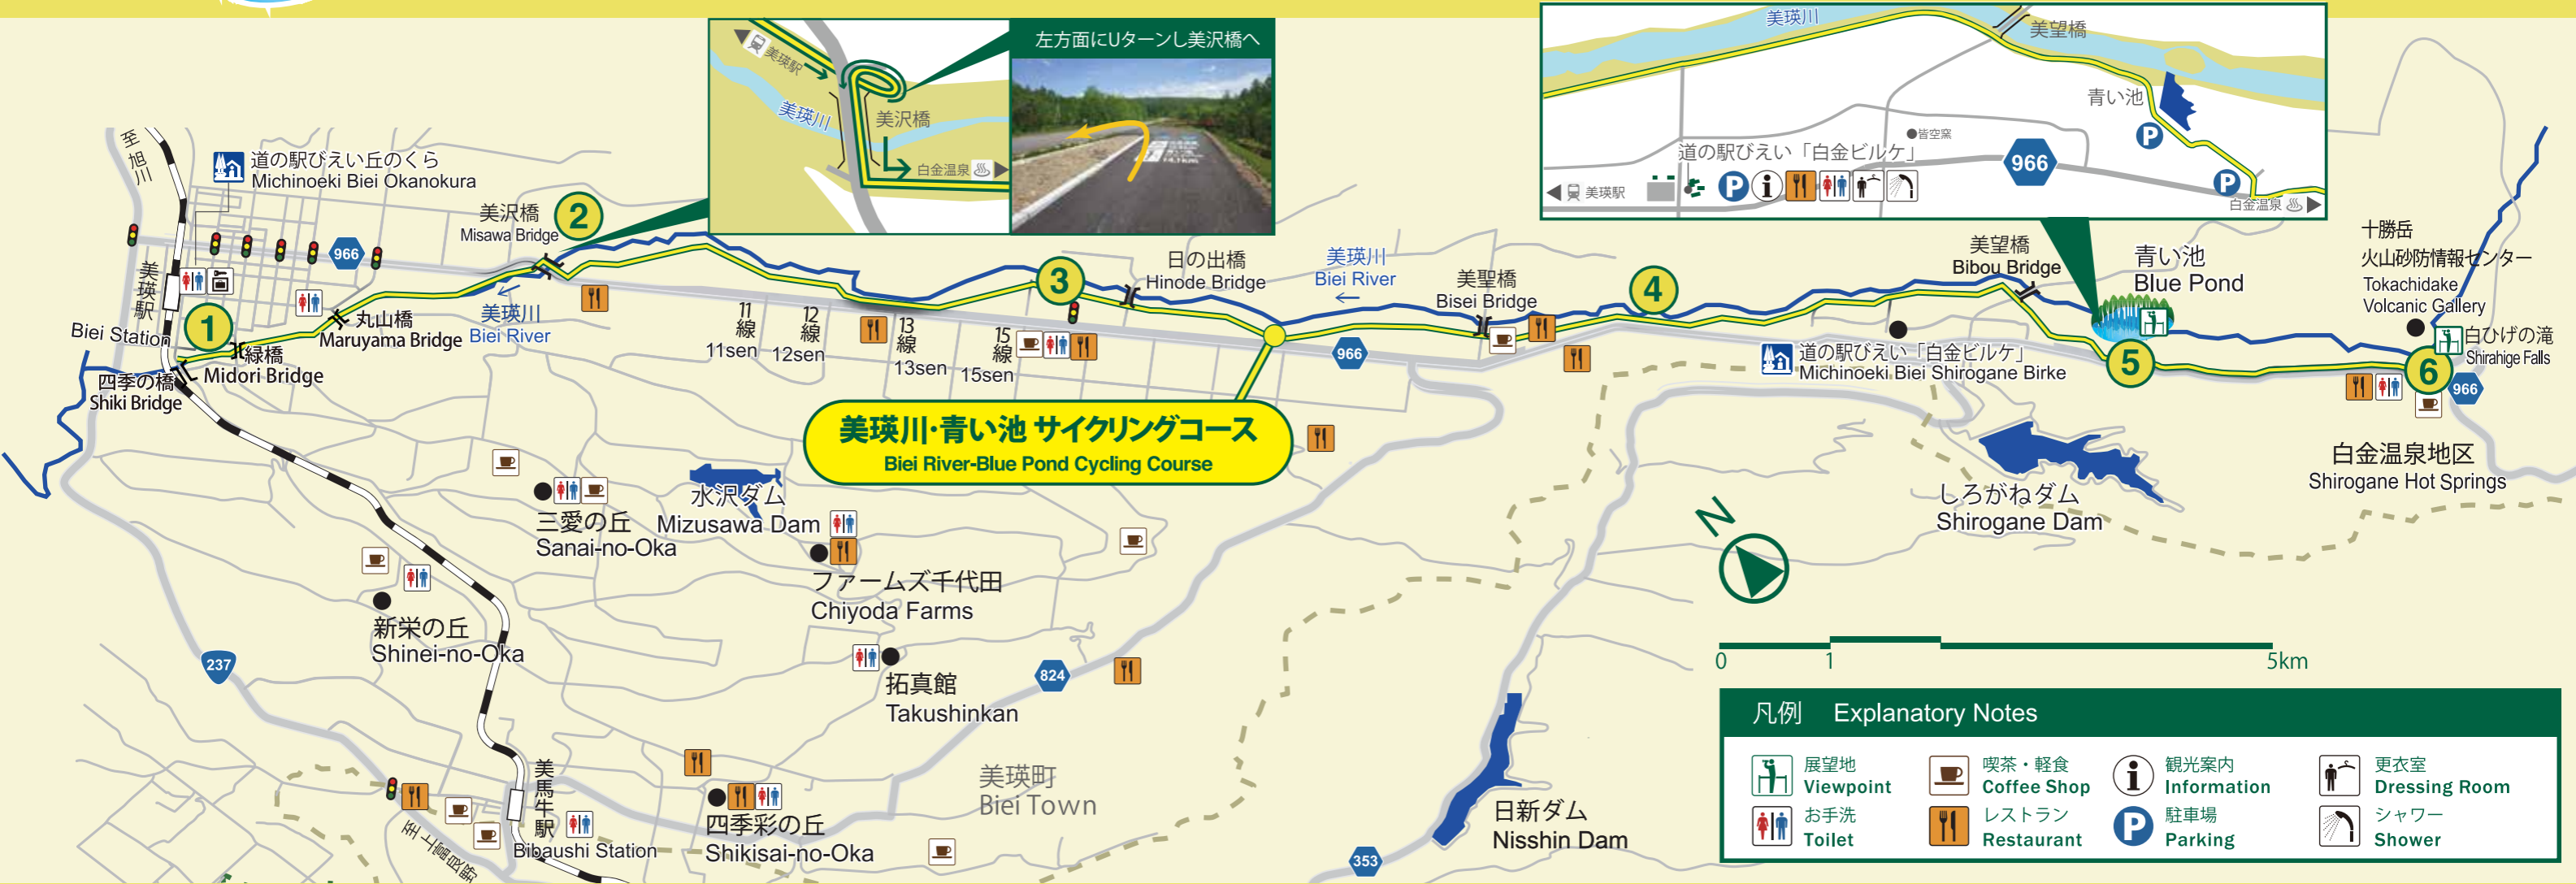 左方面にUターンし美沢橋へ
美瑛駅
美瑛川
美沢橋
白金温泉
美瑛川
美望橋
青い池
P
皆空窯
道の駅びえい「白金ビルケ」
966
美瑛駅
P
i
P
白金温泉
至旭川
道の駅びえい丘のくら
Michinoeki Biei Okanokura
966
美瑛駅
Biei Station
1
緑橋
Midori Bridge
四季の橋
Shiki Bridge
丸山橋
Maruyama Bridge
美沢橋
Misawa Bridge
2
美瑛川
Biei River
11線
11sen
12線
12sen
13線
13sen
15線
15sen
3
日の出橋
Hinode Bridge
美瑛川
Biei River
966
美聖橋
Bisei Bridge
4
美望橋
Bibou Bridge
道の駅びえい「白金ビルケ」
Michinoeki Biei Shirogane Birke
青い池
Blue Pond
5
十勝岳
火山砂防情報センター
Tokachidake
Volcanic Gallery
白ひげの滝
Shirahige Falls
6
966
白金温泉地区
Shirogane Hot Springs
美瑛川・青い池 サイクリングコース
Biei River-Blue Pond Cycling Course
三愛の丘
Sanai-no-Oka
水沢ダム
Mizusawa Dam
ファームズ千代田
Chiyoda Farms
新栄の丘
Shinei-no-Oka
拓真館
Takushinkan
237
824
美瑛町
Biei Town
美馬牛駅
Bibaushi Station
至上富良野
四季彩の丘
Shikisai-no-Oka
353
日新ダム
Nisshin Dam
しろがねダム
Shirogane Dam
N
0
1
5km
凡例 Explanatory Notes
展望地
Viewpoint
喫茶・軽食
Coffee Shop
i
観光案内
Information
更衣室
Dressing Room
お手洗
Toilet
レストラン
Restaurant
P
駐車場
Parking
シャワー
Shower